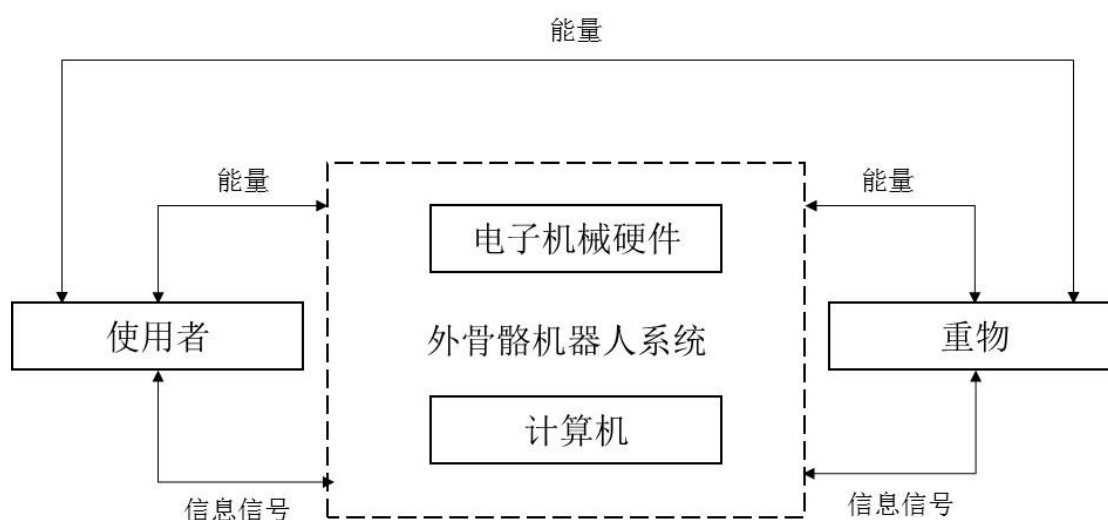 能量
能量
能量
电子机械硬件
使用者
外骨骼机器人系统
重物
计算机
信息信号
信息信号